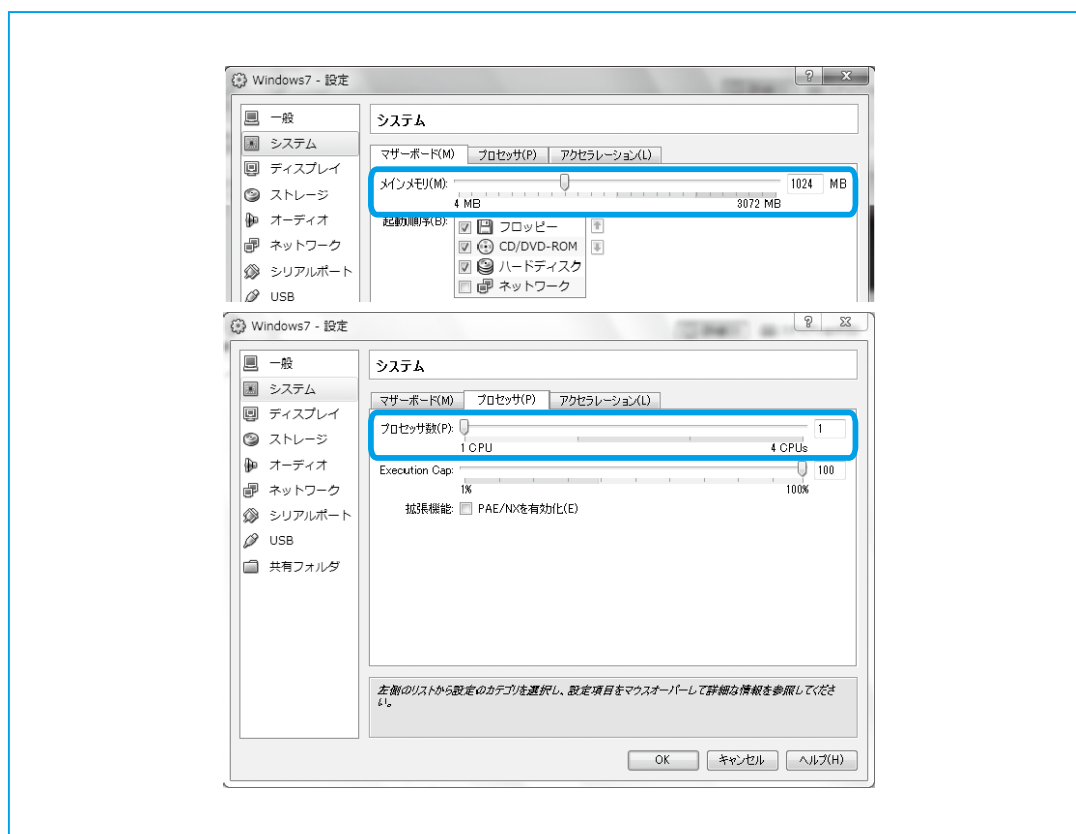 Windows7 - 設定
一般
システム
ディスプレイ
ストレージ
オーディオ
ネットワーク
シリアルポート
USB
システム
マザーボード(M) プロセッサ(P) アクセラレーション(L)
メインメモリ(M): 1024 MB
4 MB 3072 MB
起動順序(B):
フロッピー
CD/DVD-ROM
ハードディスク
ネットワーク
Windows7 - 設定
一般
システム
ディスプレイ
ストレージ
オーディオ
ネットワーク
シリアルポート
USB
共有フォルダ
システム
マザーボード(M) プロセッサ(P) アクセラレーション(L)
プロセッサ数(P): 1
1 CPU 4 CPUs
Execution Cap: 100
1% 100%
拡張機能: PAE/NXを有効化(E)
左側のリストから設定のカテゴリを選択し、設定項目をマウスオーバーして詳細な情報を参照してくださ
い。
OK キャンセル ヘルプ(H)